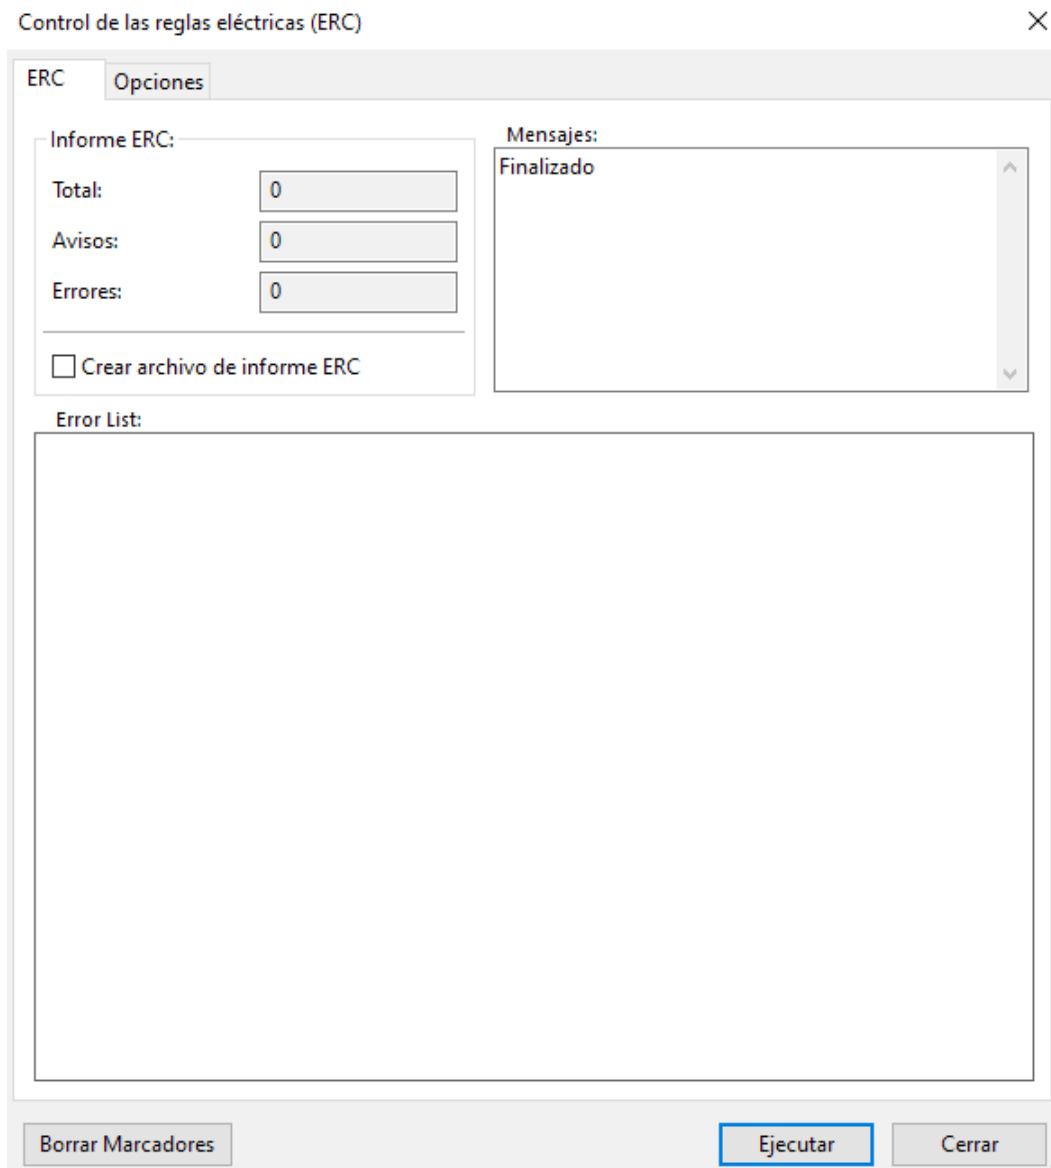 Control de las reglas eléctricas (ERC)
ERC
Opciones
Informe ERC:
Total:
0
Avisos:
0
Errores:
0
Crear archivo de informe ERC
Mensajes:
Finalizado
Error List:
Borrar Marcadores
Ejecutar
Cerrar